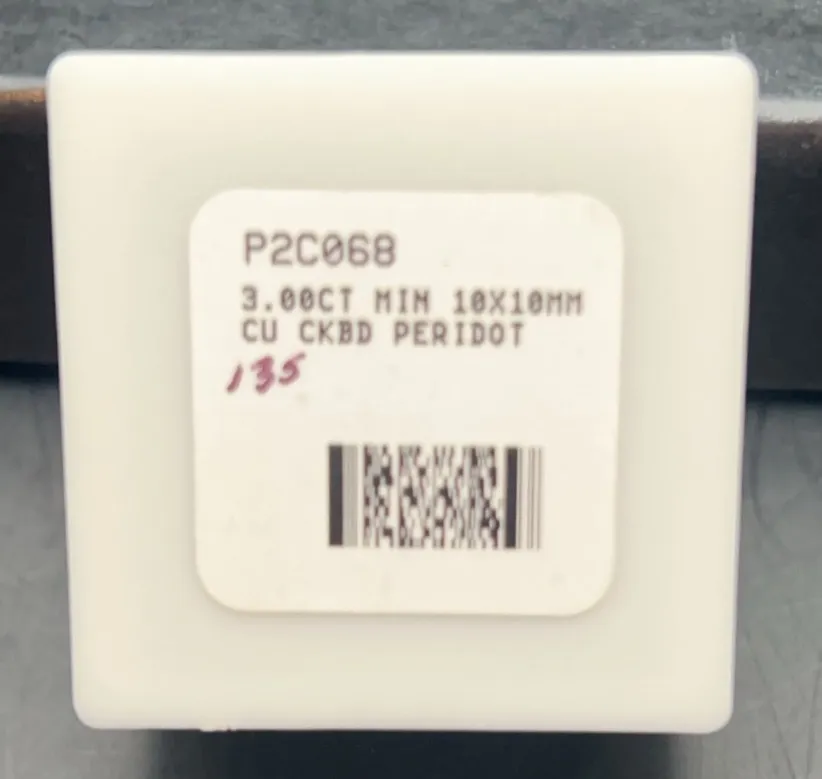 P2C068
3.00CT MIN 10X10MM
CU CKBD PERIDOT
135